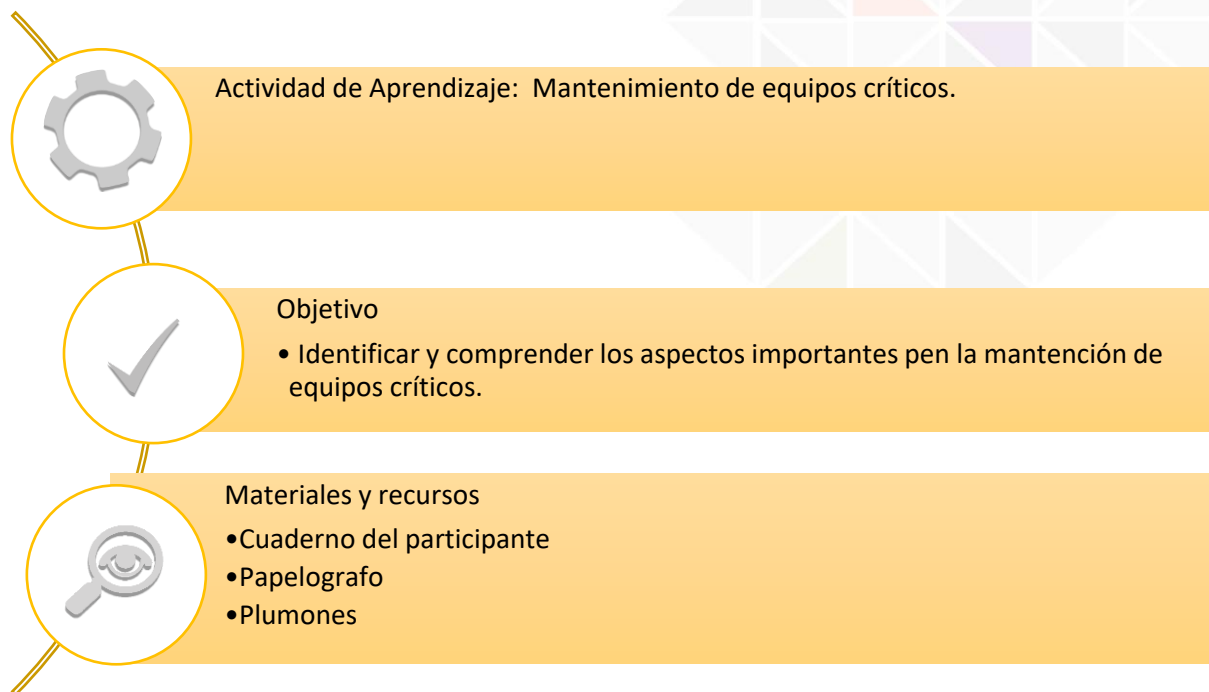 Actividad de Aprendizaje:  Mantenimiento de equipos críticos.
Objetivo
• Identificar y comprender los aspectos importantes pen la mantención de
equipos críticos.
Materiales y recursos
•Cuaderno del participante
•Papelografo
•Plumones